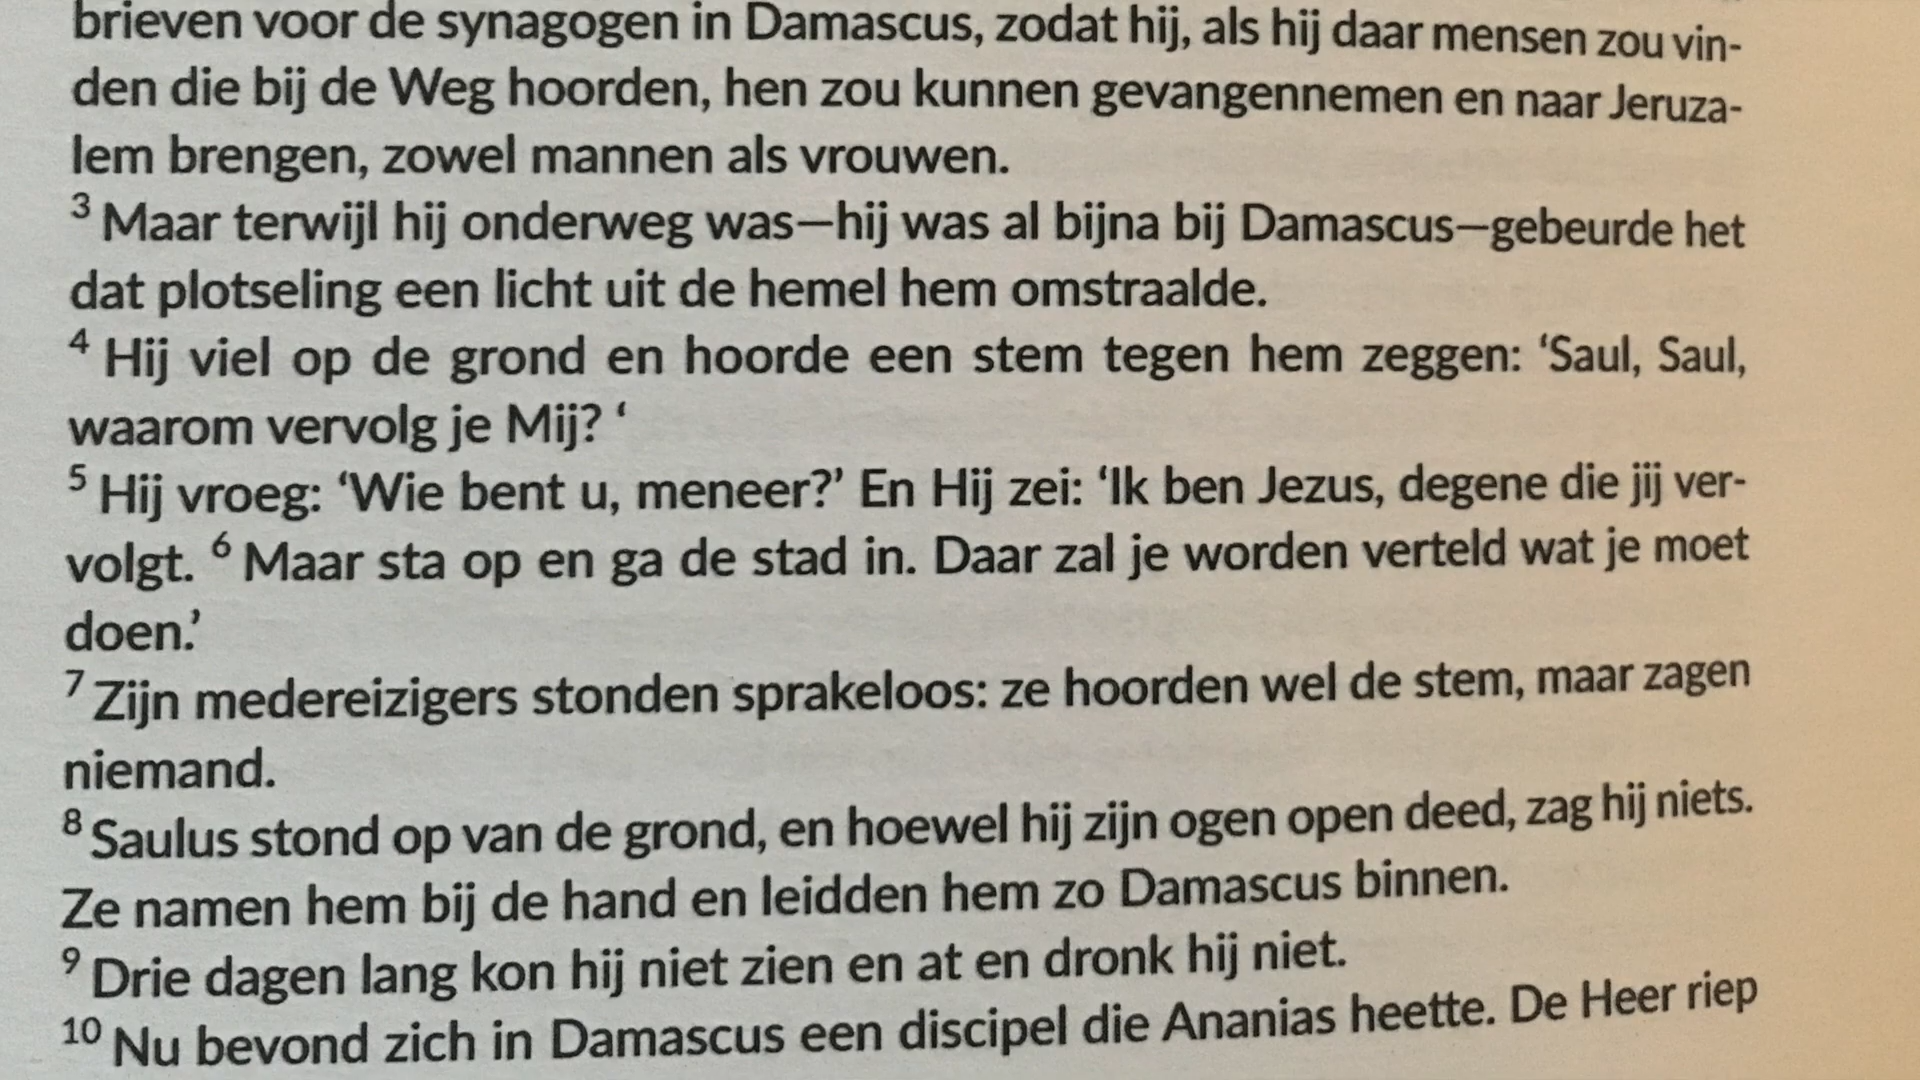 brieven voor de synagogen in Damascus, zodat hij, als hij daar mensen zou vin-
den die bij de Weg hoorden, hen zou kunnen gevangennemen en naar Jeruza-
lem brengen, zowel mannen als vrouwen.
3 Maar terwijl hij onderweg was—hij was al bijna bij Damascus—gebeurde het
dat plotseling een licht uit de hemel hem omstraalde.
4 Hij viel op de grond en hoorde een stem tegen hem zeggen: ‘Saul, Saul,
waarom vervolg je Mij? ‘
5 Hij vroeg: ‘Wie bent u, meneer?’ En Hij zei: ‘Ik ben Jezus, degene die jij ver-
volgt. 6 Maar sta op en ga de stad in. Daar zal je worden verteld wat je moet
doen.’
7 Zijn medereizigers stonden sprakeloos: ze hoorden wel de stem, maar zagen
niemand.
8 Saulus stond op van de grond, en hoewel hij zijn ogen open deed, zag hij niets.
Ze namen hem bij de hand en leidden hem zo Damascus binnen.
9 Drie dagen lang kon hij niet zien en at en dronk hij niet.
10 Nu bevond zich in Damascus een discipel die Ananias heette. De Heer riep